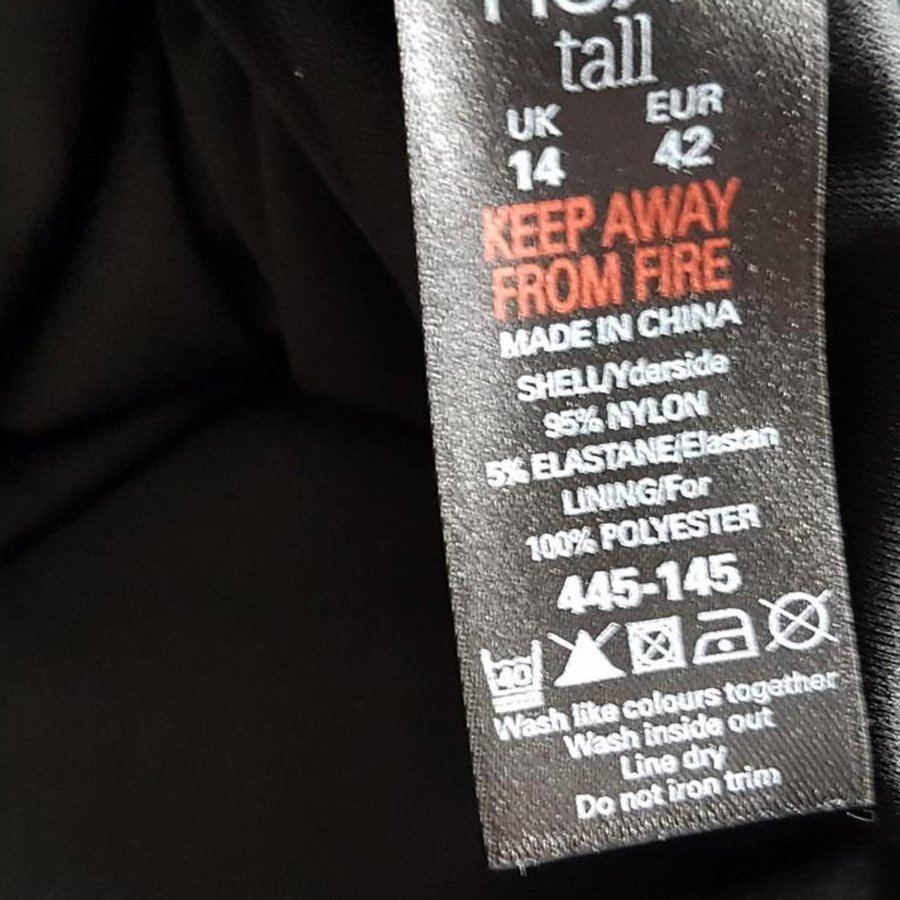 tall
UK EUR
14 42
KEEP AWAY
FROM FIRE
MADE IN CHINA
SHELL/Yderside
95% NYLON
5% ELASTANE/Elastan
LINING/For
100% POLYESTER
445-145
40
Wash like colours together
Wash inside out
Line dry
Do not iron trim